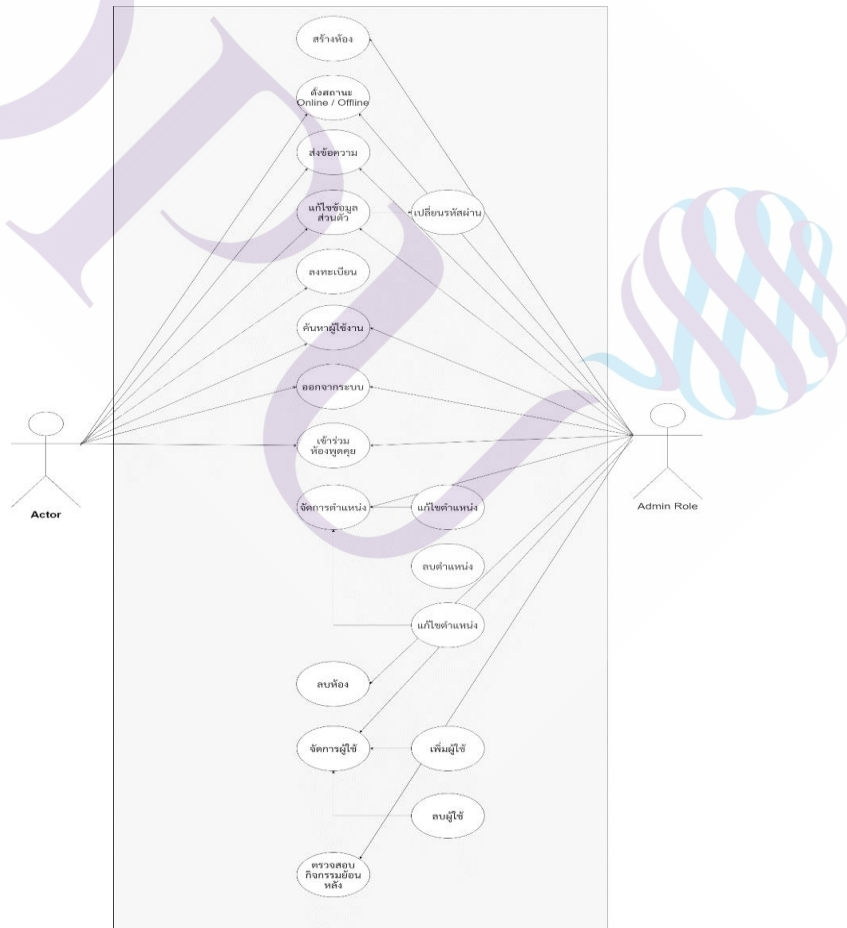 สร้างห้อง
ตั้งสถานะ
Online / Offline
ส่งข้อความ
แก้ไขข้อมูล
ส่วนตัว
เปลี่ยนรหัสผ่าน
ลงทะเบียน
ค้นหาผู้ใช้งาน
ออกจากระบบ
เข้าร่วม
ห้องพูดคุย
Actor
Admin Role
จัดการตำแหน่ง
แก้ไขตำแหน่ง
ลบตำแหน่ง
แก้ไขตำแหน่ง
ลบห้อง
จัดการผู้ใช้
เพิ่มผู้ใช้
ลบผู้ใช้
ตรวจสอบ
กิจกรรมย้อน
หลัง